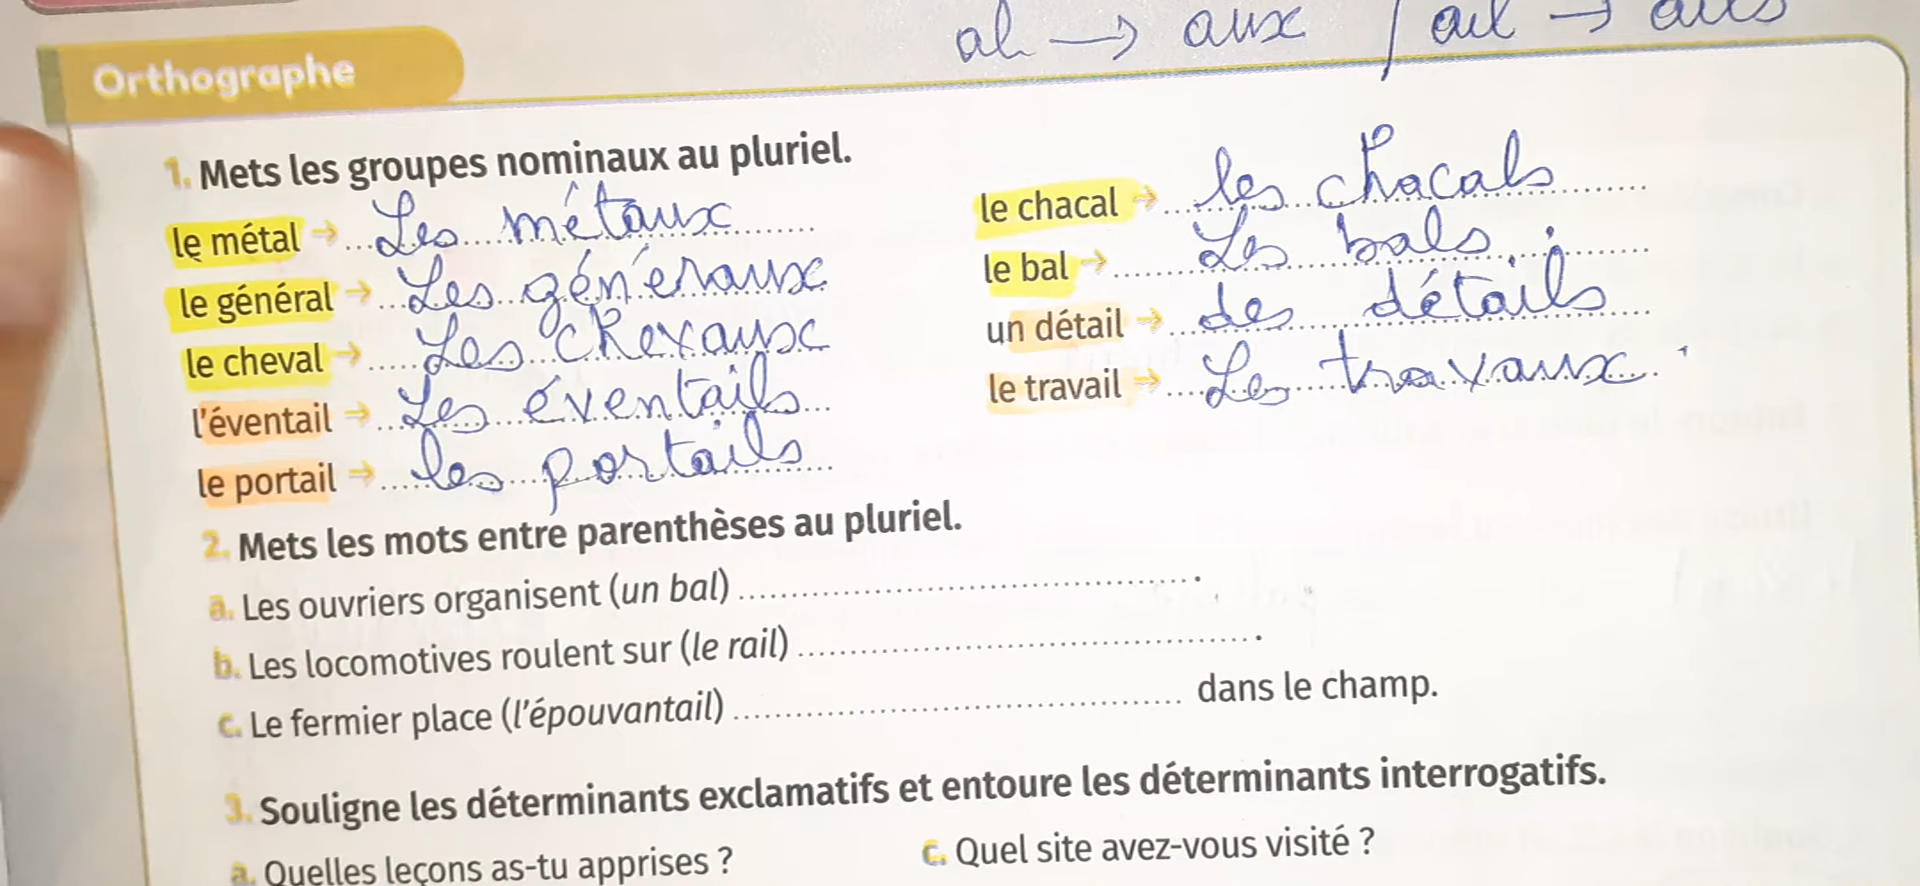 al → aux / ail → ails
Orthographe
1. Mets les groupes nominaux au pluriel.
le métal → Les métaux
le général → Les généraux
le cheval → Les chevaux
l'éventail → Les éventails
le portail → les portails
le chacal → les chacals
le bal → Les bals.
un détail → des détails
le travail → Les travaux.
2. Mets les mots entre parenthèses au pluriel.
a. Les ouvriers organisent (un bal) ..............................
b. Les locomotives roulent sur (le rail) ..............................
c. Le fermier place (l'épouvantail) .............................. dans le champ.
3. Souligne les déterminants exclamatifs et entoure les déterminants interrogatifs.
a. Quelles leçons as-tu apprises ?
c. Quel site avez-vous visité ?